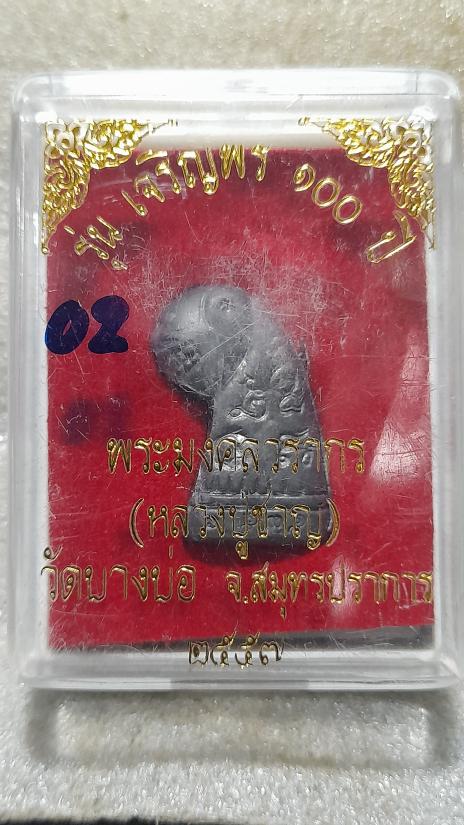 รุ่น เจริญพร ๑๐๐ ปี
02
พระมงคลวรากร
(หลวงปู่ชาญ)
วัดบางบ่อ จ.สมุทรปราการ
๒๕๕๗